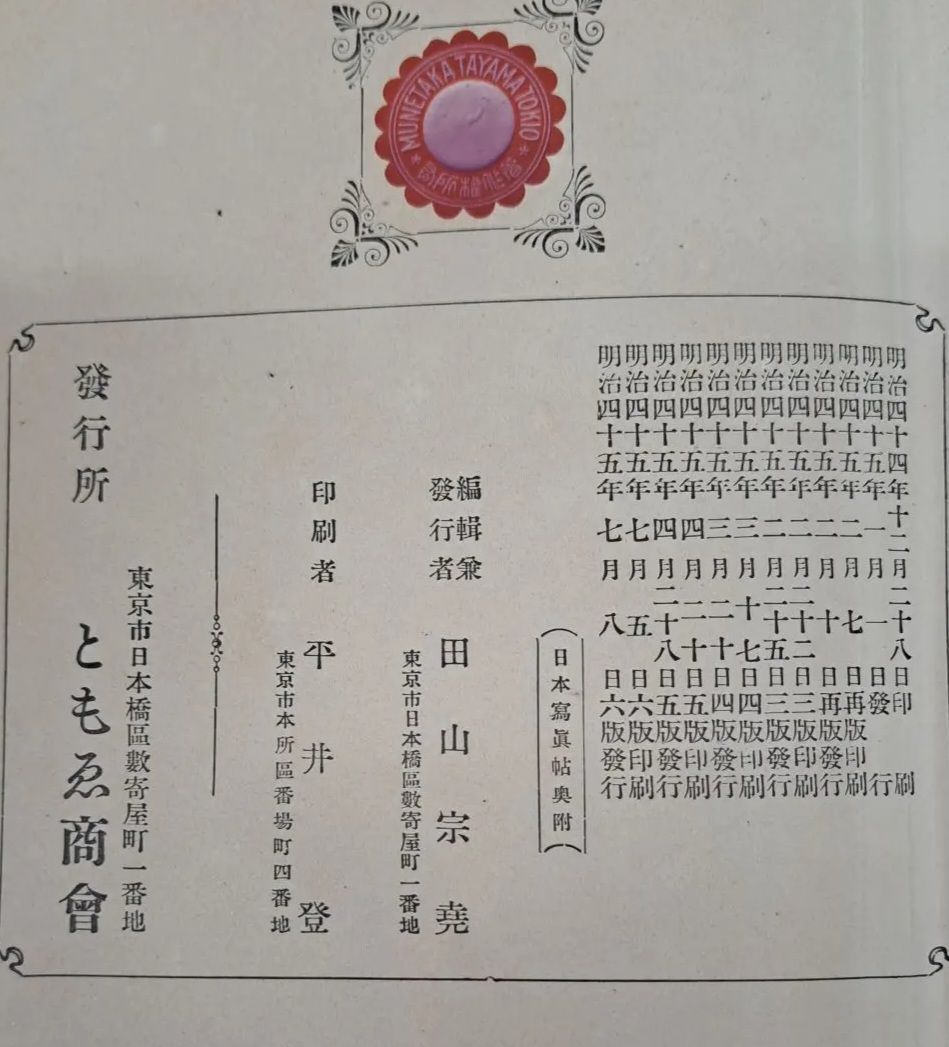 MUNETAKA TAYAMA TOKIO
著作權所有
明治四十四年十二月二十八日印刷
明治四十五年一月一日發行
明治四十五年二月七日再版印刷
明治四十五年二月十日再版發行
明治四十五年二月二十二日三版印刷
明治四十五年二月二十五日三版發行
明治四十五年三月十七日四版印刷
明治四十五年三月二十日四版發行
明治四十五年四月二十日五版印刷
明治四十五年四月二十八日五版發行
明治四十五年七月五日六版印刷
明治四十五年七月八日六版發行
日本寫眞帖奥附
編輯兼
發行者
田山宗堯
東京市日本橋區數寄屋町一番地
印刷者 平井登
東京市本所區番場町四番地
東京市日本橋區數寄屋町一番地
發行所 ともゑ商會